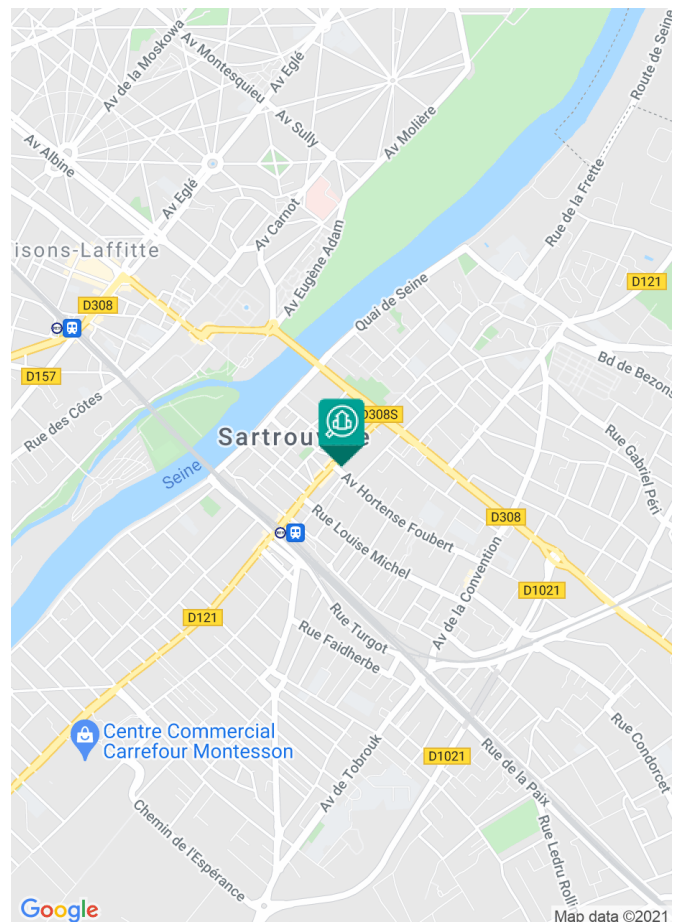 Av de la Moskowa
Av Montesquieu
Av Eglé
Route de Seine
Av Sully
Av Molière
Av Albine
Av Eglé
Av Carnot
Rue de la Frette
isons-Laffitte
Av Eugène Adam
D121
Quai de Seine
D308
Bd de Bezons
D157
D308S
Rue des Côtes
Sartrou
e
Rue Gabriel Péri
Seine
Av Hortense Foubert
D308
Rue Louise Michel
Av de la Convention
D1021
D121
Rue Turgot
Rue Faidherbe
Centre Commercial
Carrefour Montesson
Rue Condorcet
D1021
Rue de la Paix
Av de Tobrouk
Chemin de l'Espérance
Rue Ledru Rollin
Google
Map data ©2021